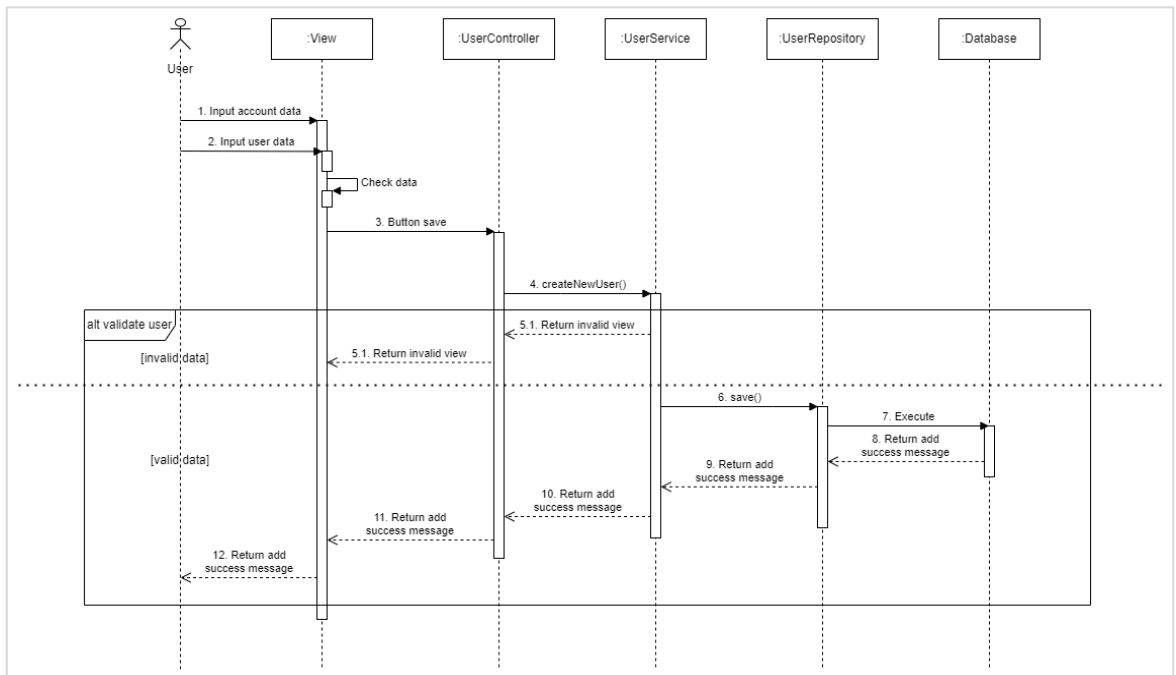 :View
:UserController
:UserService
:UserRepository
:Database
User
1. Input account data
2. Input user data
Check data
3. Button save
4. createNewUser()
alt validate user
5.1. Return invalid view
[invalid data]
5.1. Return invalid view
6. save()
7. Execute
8. Return add
success message
[valid data]
9. Return add
success message
10. Return add
success message
11. Return add
success message
12. Return add
success message